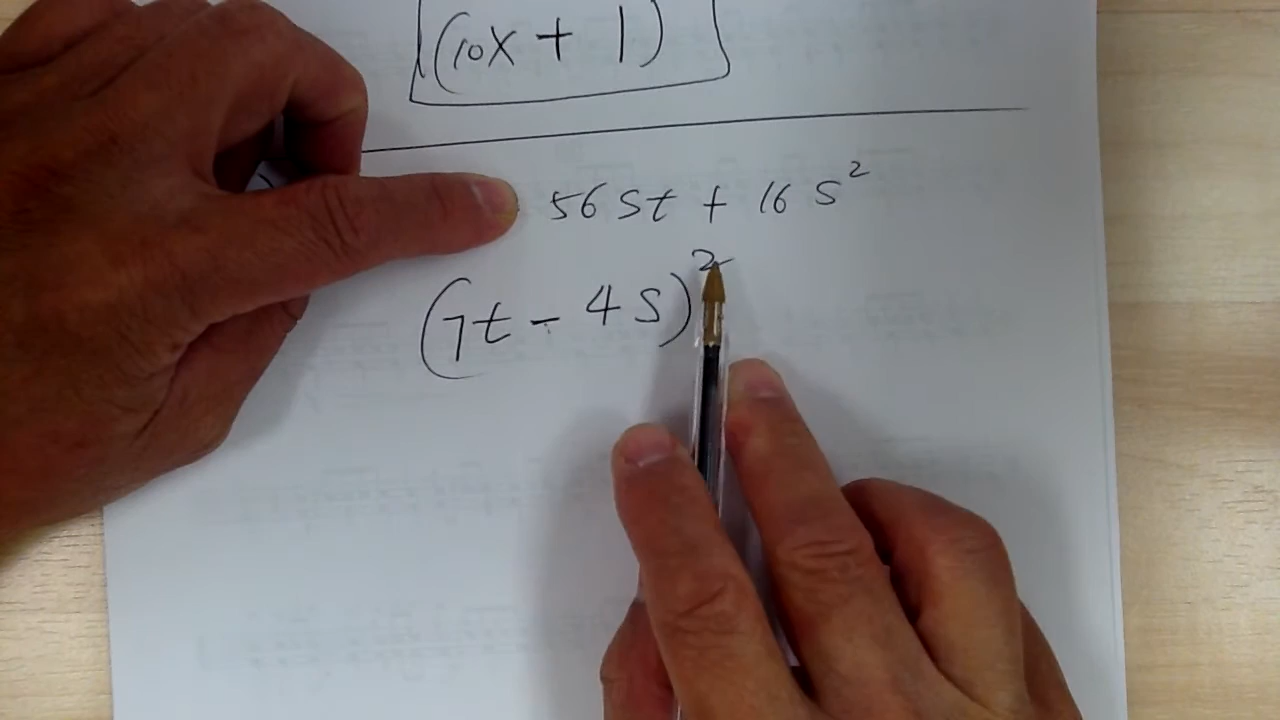 (10x + 1)
56st + 16s²
(7t - 4s)²